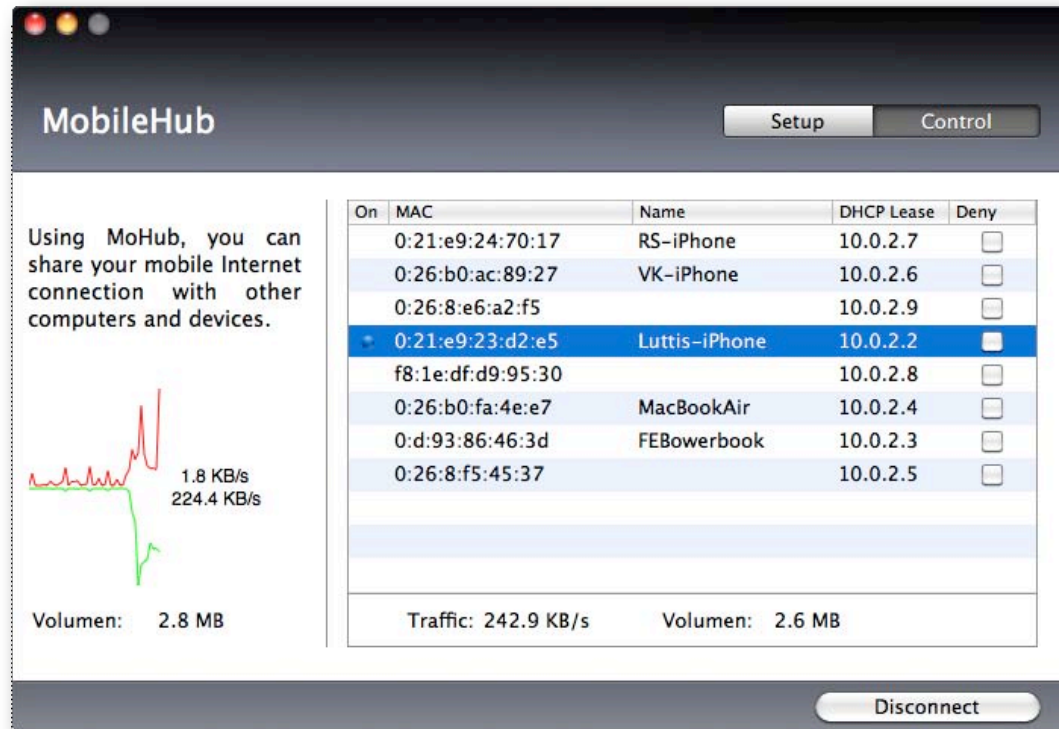 MobileHub
Setup Control
Using MoHub, you can
share your mobile Internet
connection with other
computers and devices.
1.8 KB/s
224.4 KB/s
Volumen: 2.8 MB
On MAC Name DHCP Lease Deny
0:21:e9:24:70:17 RS-iPhone 10.0.2.7
0:26:b0:ac:89:27 VK-iPhone 10.0.2.6
0:26:8:e6:a2:f5 10.0.2.9
0:21:e9:23:d2:e5 Luttis-iPhone 10.0.2.2
f8:1e:df:d9:95:30 10.0.2.8
0:26:b0:fa:4e:e7 MacBookAir 10.0.2.4
0:d:93:86:46:3d FEBowerbook 10.0.2.3
0:26:8:f5:45:37 10.0.2.5
Traffic: 242.9 KB/s Volumen: 2.6 MB
Disconnect